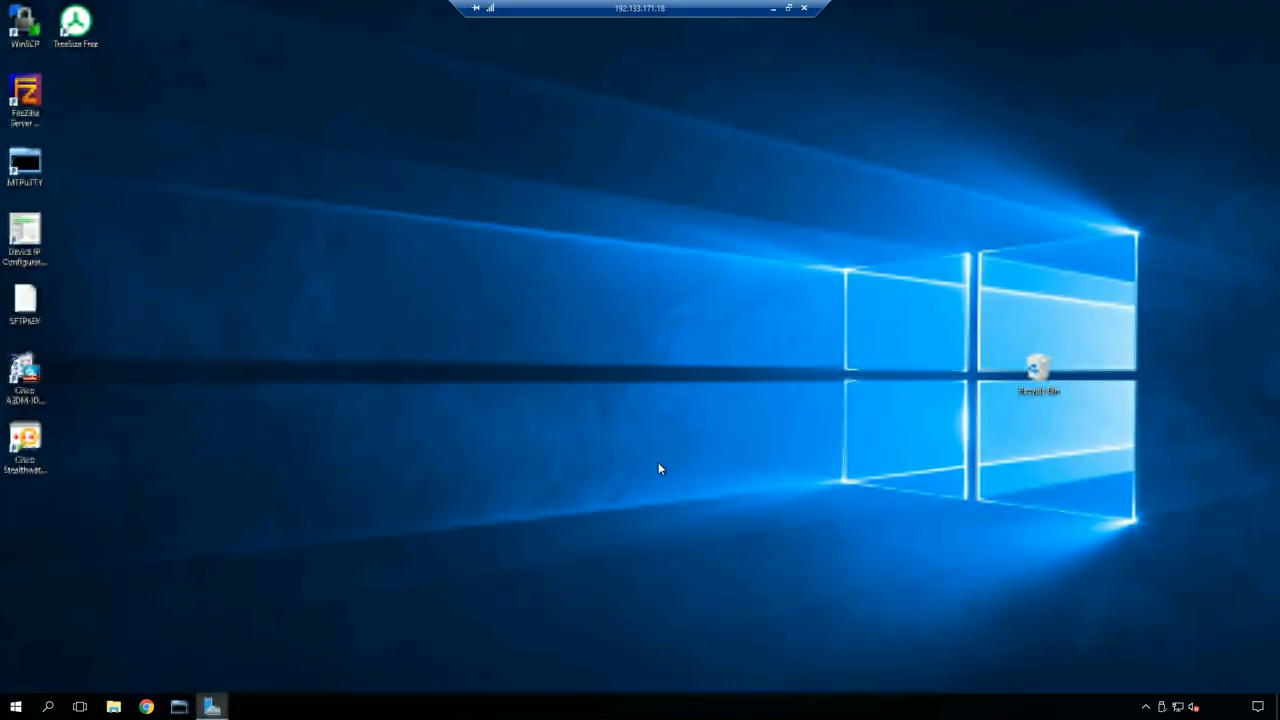 192.133.171.18
WinSCP
TreeSize Free
FileZilla
Server ...
MTPuTTY
Device IP
Configurat...
SFTPKEY
Cisco
ASDM-ID...
Cisco
Stealthwat...
Recycle Bin